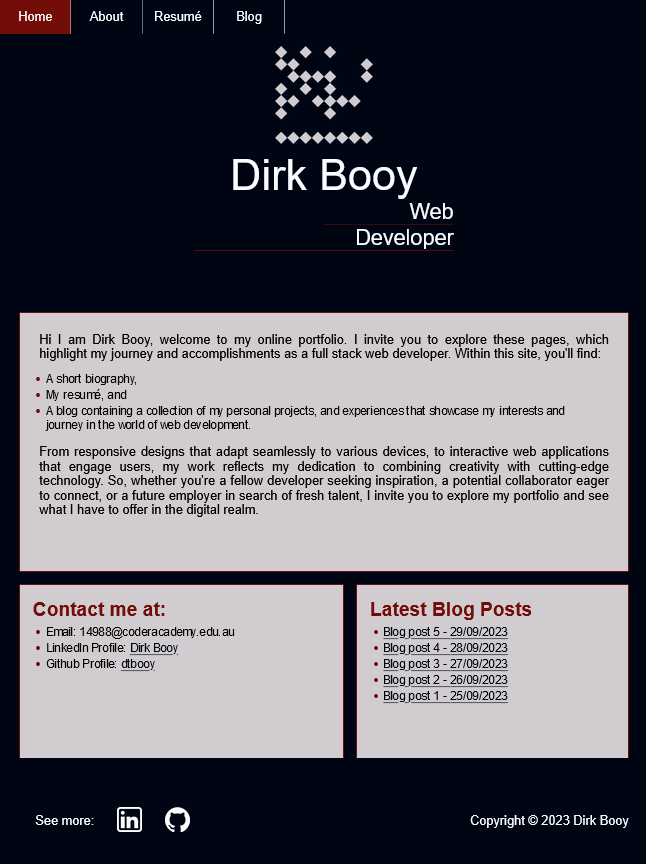 Home About Resumé Blog
Dirk Booy
Web
Developer
Hi I am Dirk Booy, welcome to my online portfolio. I invite you to explore these pages, which
highlight my journey and accomplishments as a full stack web developer. Within this site, you'll find:
A short biography,
My resumé, and
A blog containing a collection of my personal projects, and experiences that showcase my interests and
journey in the world of web development.
From responsive designs that adapt seamlessly to various devices, to interactive web applications
that engage users, my work reflects my dedication to combining creativity with cutting-edge
technology. So, whether you're a fellow developer seeking inspiration, a potential collaborator eager
to connect, or a future employer in search of fresh talent, I invite you to explore my portfolio and see
what I have to offer in the digital realm.
Contact me at:
Email: 14988@coderacademy.edu.au
LinkedIn Profile: Dirk Booy
Github Profile: dtbooy
Latest Blog Posts
Blog post 5 - 29/09/2023
Blog post 4 - 28/09/2023
Blog post 3 - 27/09/2023
Blog post 2 - 26/09/2023
Blog post 1 - 25/09/2023
See more: in
Copyright © 2023 Dirk Booy